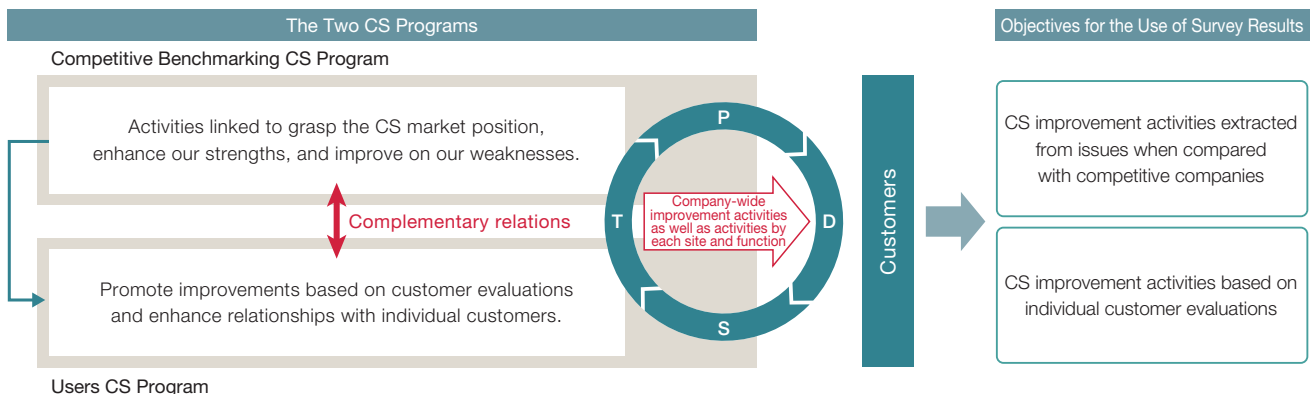 The Two CS Programs
Objectives for the Use of Survey Results
Competitive Benchmarking CS Program
Activities linked to grasp the CS market position,
enhance our strengths, and improve on our weaknesses.
Complementary relations
Promote improvements based on customer evaluations
and enhance relationships with individual customers.
Users CS Program
P
D
S
T
Company-wide
improvement activities
as well as activities by
each site and function
Customers
CS improvement activities extracted
from issues when compared
with competitive companies
CS improvement activities based on
individual customer evaluations